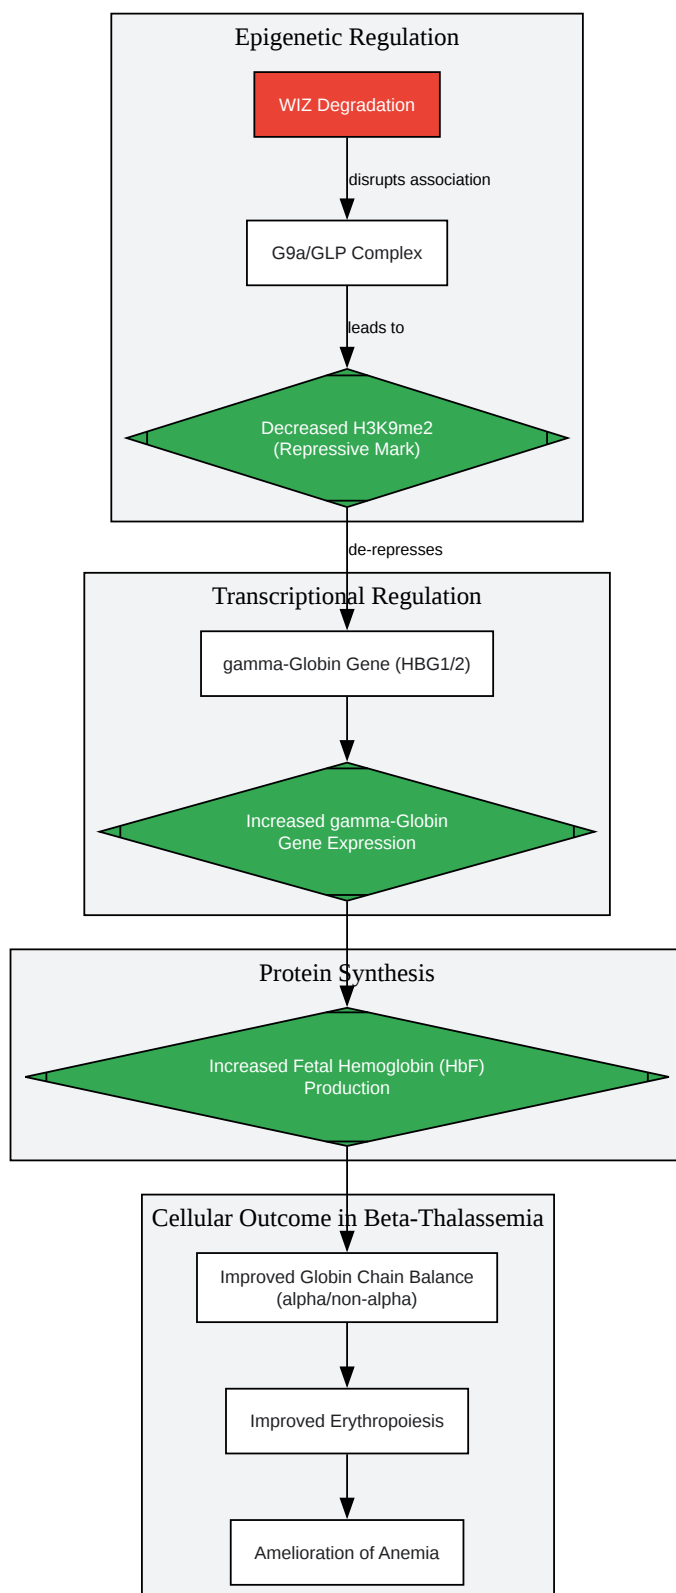 Epigenetic Regulation
WIZ Degradation
disrupts association
G9a/GLP Complex
leads to
Decreased H3K9me2
(Repressive Mark)
de-represses
Transcriptional Regulation
gamma-Globin Gene (HBG1/2)
Increased gamma-Globin
Gene Expression
Protein Synthesis
Increased Fetal Hemoglobin (HbF)
Production
Cellular Outcome in Beta-Thalassemia
Improved Globin Chain Balance
(alpha/non-alpha)
Improved Erythropoiesis
Amelioration of Anemia